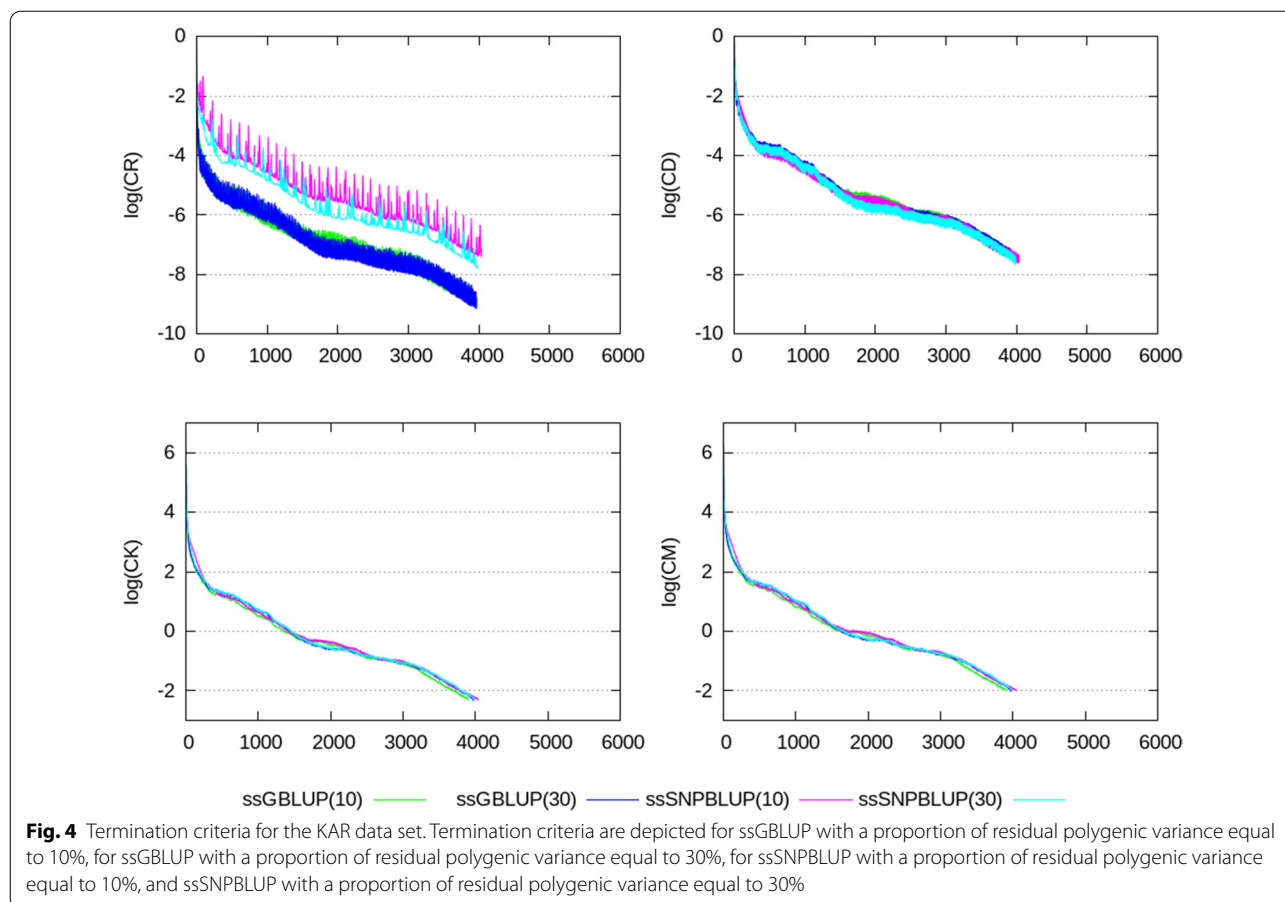 0
-2
-4
-6
-8
-10
log(CR)
0 1000 2000 3000 4000 5000 6000
0
-2
-4
-6
-8
-10
log(CD)
0 1000 2000 3000 4000 5000 6000
6
4
2
0
-2
log(CK)
0 1000 2000 3000 4000 5000 6000
6
4
2
0
-2
log(CM)
0 1000 2000 3000 4000 5000 6000
ssGBLUP(10) ssGBLUP(30) ssSNPBLUP(10) ssSNPBLUP(30)
Fig. 4 Termination criteria for the KAR data set. Termination criteria are depicted for ssGBLUP with a proportion of residual polygenic variance equal
to 10%, for ssGBLUP with a proportion of residual polygenic variance equal to 30%, for ssSNPBLUP with a proportion of residual polygenic variance
equal to 10%, and ssSNPBLUP with a proportion of residual polygenic variance equal to 30%